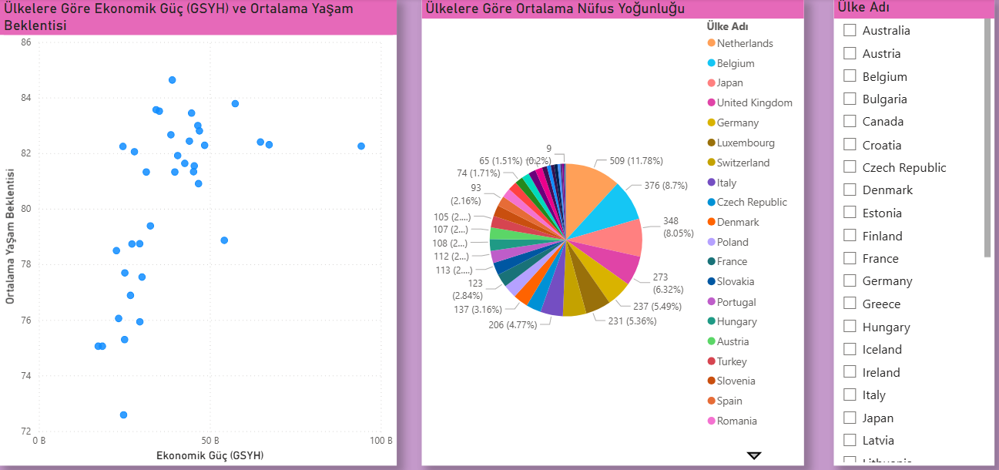 Ülkelere Göre Ekonomik Güç (GSYH) ve Ortalama Yaşam
Beklentisi
86
84
82
80
78
76
74
72
0 B
50 B
100 B
Ortalama Yaşam Beklentisi
Ekonomik Güç (GSYH)
Ülkelere Göre Ortalama Nüfus Yoğunluğu
9
65 (1.51%)
(0.2%)
74 (1.71%)
93
(2.16%)
105 (2....)
107 (2...)
108 (2...)
112 (2...)
113 (2....)
123
(2.84%)
137 (3.16%)
206 (4.77%)
509 (11.78%)
376 (8.7%)
348
(8.05%)
273
(6.32%)
237 (5.49%)
231 (5.36%)
Ülke Adı
Netherlands
Belgium
Japan
United Kingdom
Germany
Luxembourg
Switzerland
Italy
Czech Republic
Denmark
Poland
France
Slovakia
Portugal
Hungary
Austria
Turkey
Slovenia
Spain
Romania
Ülke Adı
Australia
Austria
Belgium
Bulgaria
Canada
Croatia
Czech Republic
Denmark
Estonia
Finland
France
Germany
Greece
Hungary
Iceland
Ireland
Italy
Japan
Latvia